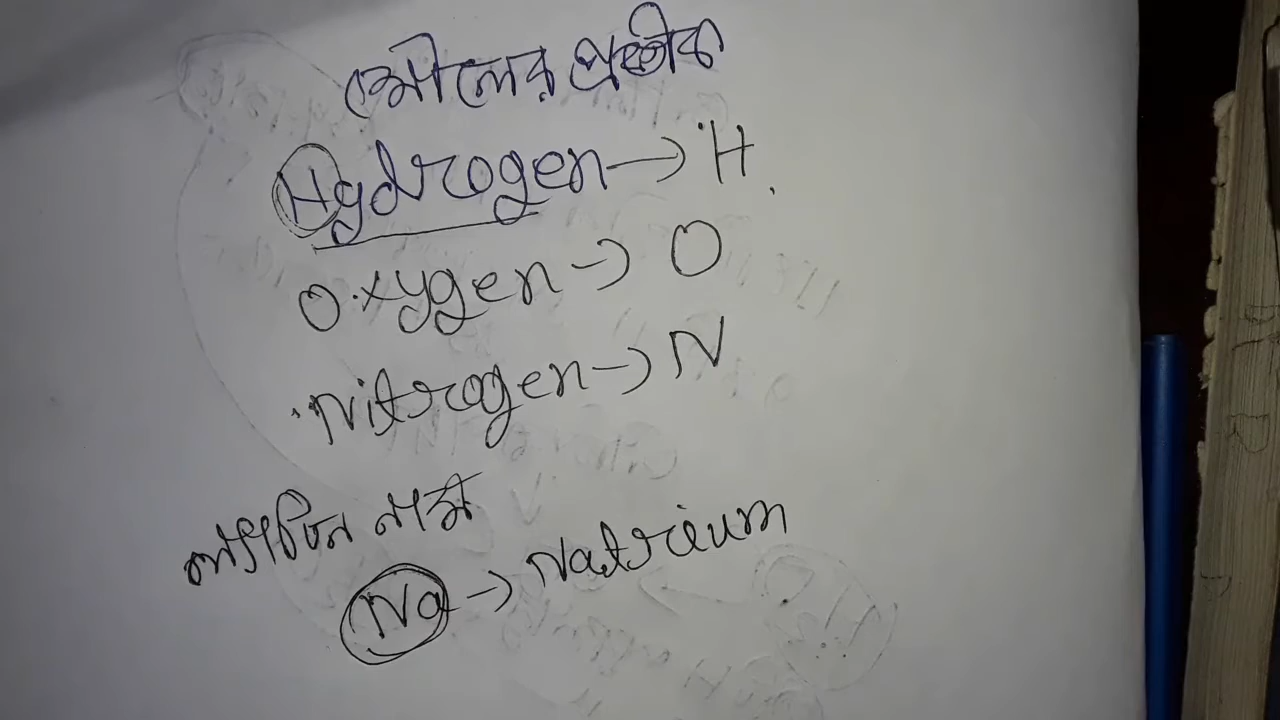 মৌলের প্রতীক
Hydrogen → H
Oxygen → O
Nitrogen → N
ল্যাটিন নাম
Na → Natrium